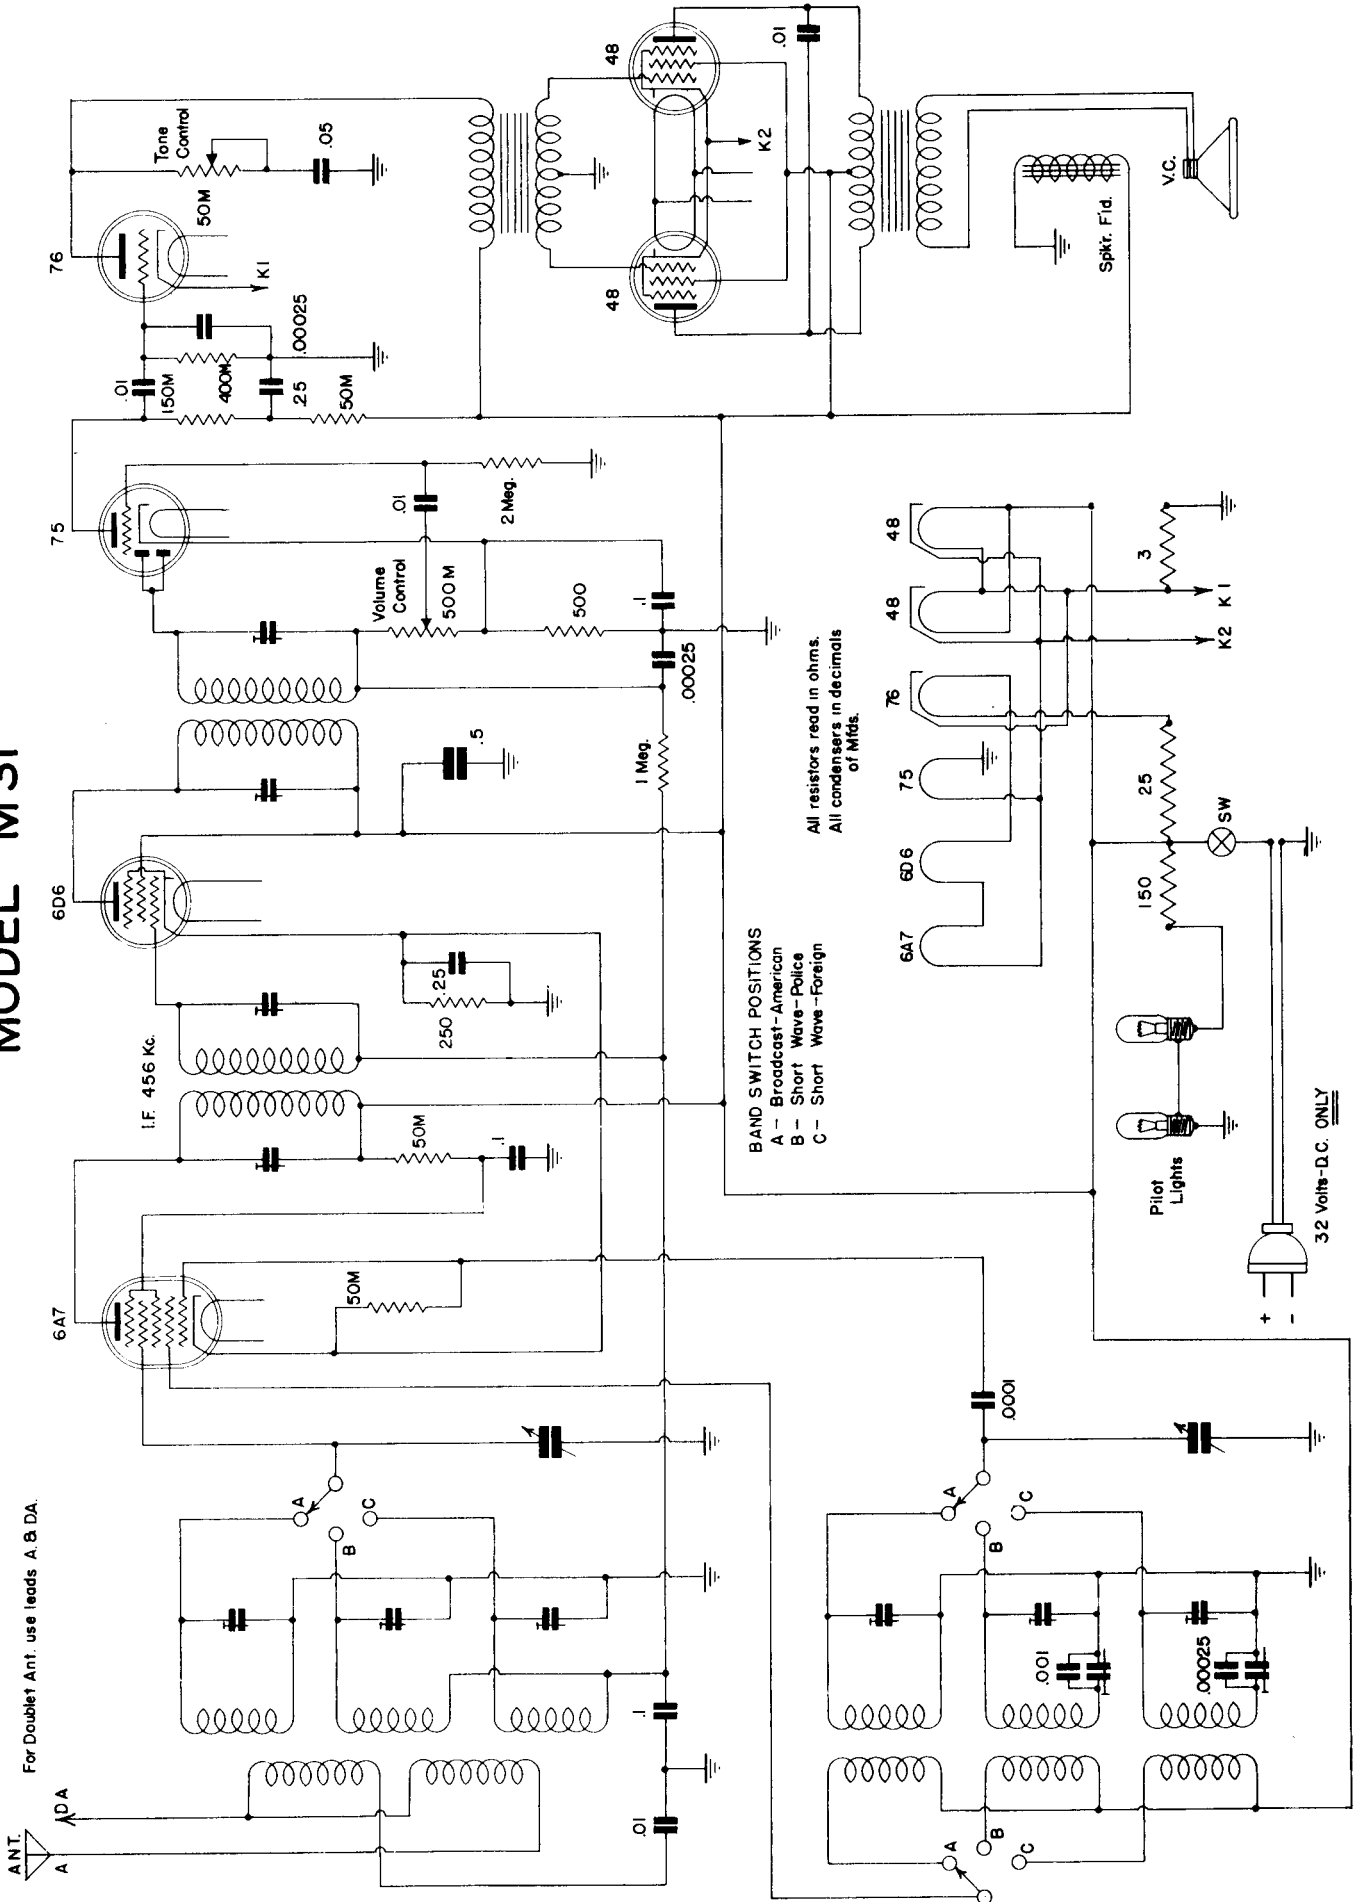 MODEL M51
For Doublet Ant. use leads A. & DA.
ANT.
A
DA
6A7
I.F. 456 Kc.
6D6
75
76
50M
Tone
Control
.05
K1
.01
150M
400M
.00025
.25
50M
48
48
K2
.01
V.C.
Spkr. F'ld.
.01
2 Meg.
Volume
Control
500M
500
.1
.00025
1 Meg.
.5
.25
250
50M
.1
50M
A
B
C
.1
.01
BAND SWITCH POSITIONS
A - Broadcast-American
B - Short Wave-Police
C - Short Wave-Foreign
All resistors read in ohms.
All condensers in decimals
of Mfds.
6A7
6D6
75
76
48
48
K2
K1
3
25
150
SW
Pilot
Lights
32 Volts-D.C. ONLY
+
-
.0001
A
B
C
.001
.00025
A
B
C